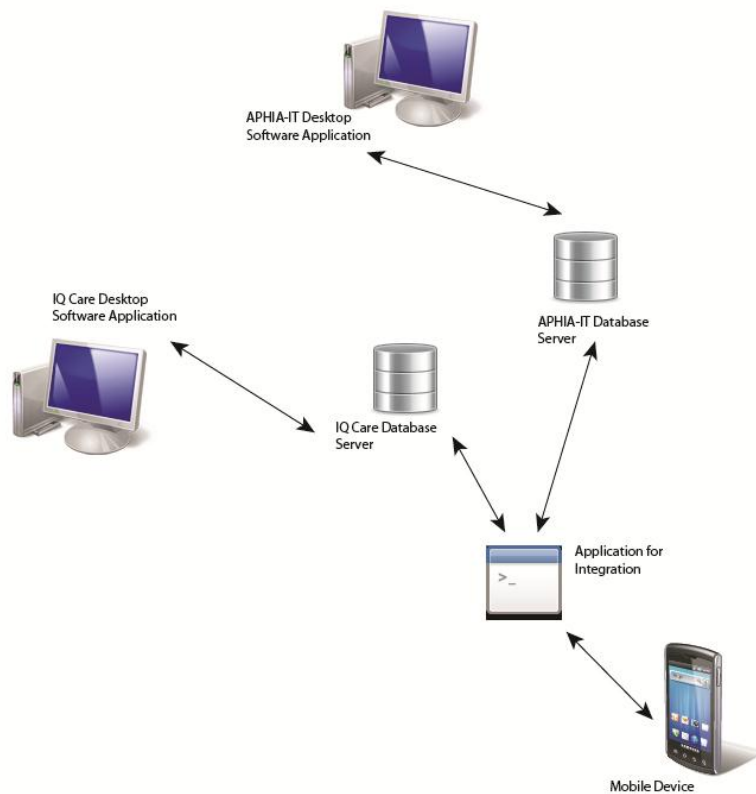 APHIA-IT Desktop
Software Application
IQ Care Desktop
Software Application
APHIA-IT Database
Server
IQ Care Database
Server
Application for
Integration
>_
Mobile Device